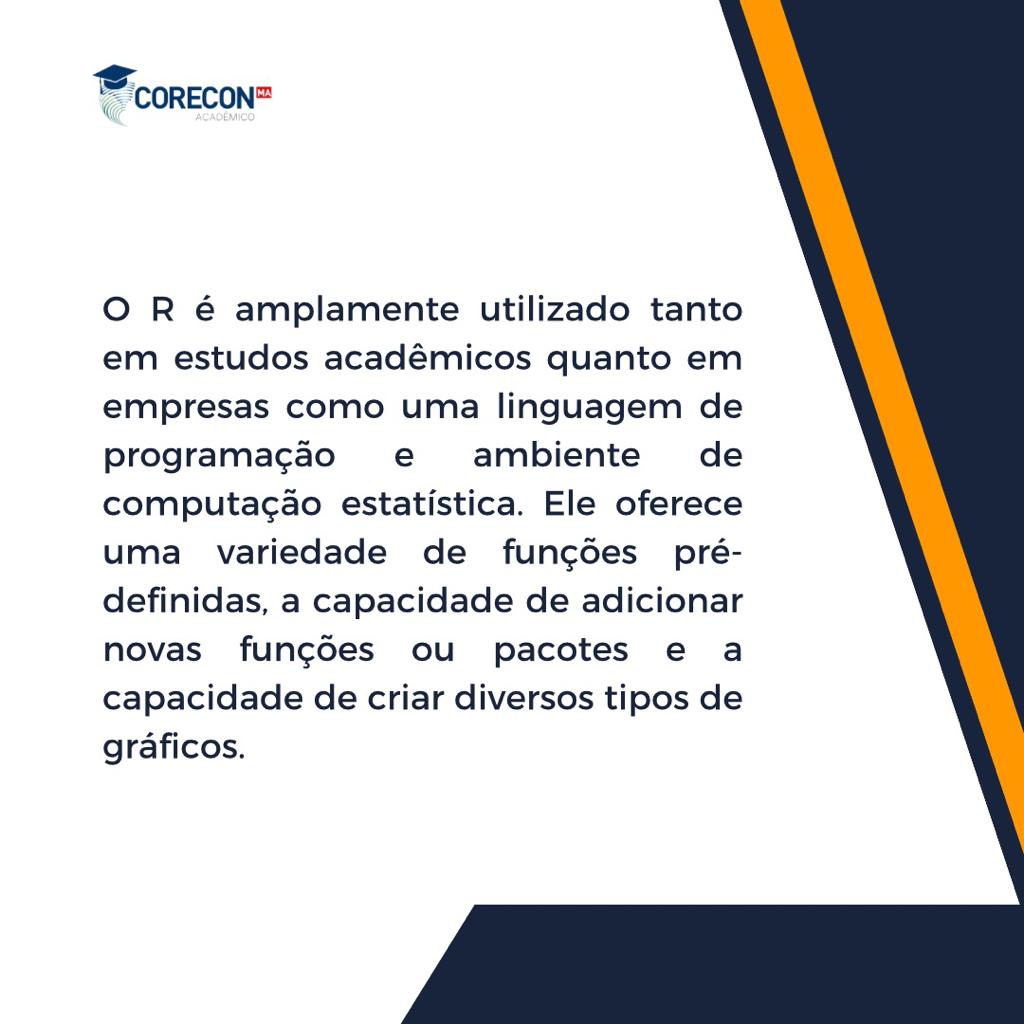 CORECON MA
ACADÊMICO
O R é amplamente utilizado tanto
em estudos acadêmicos quanto em
empresas como uma linguagem de
programação e ambiente de
computação estatística. Ele oferece
uma variedade de funções pré-
definidas, a capacidade de adicionar
novas funções ou pacotes e a
capacidade de criar diversos tipos de
gráficos.